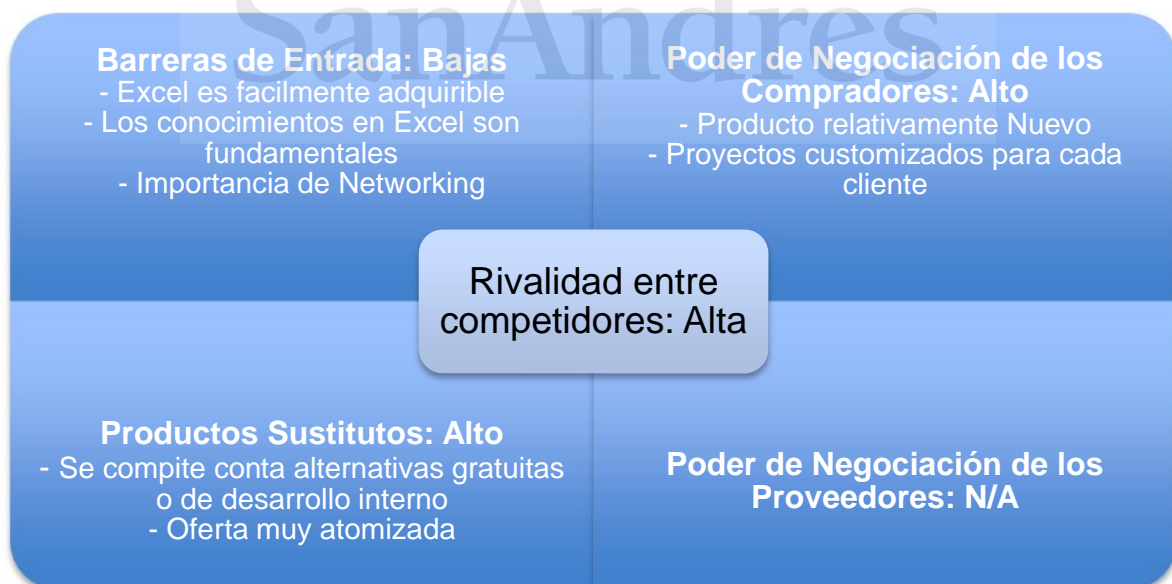 SanAndres
Barreras de Entrada: Bajas
- Excel es facilmente adquirible
- Los conocimientos en Excel son
fundamentales
- Importancia de Networking
Poder de Negociación de los
Compradores: Alto
- Producto relativamente Nuevo
- Proyectos customizados para cada
cliente
Rivalidad entre
competidores: Alta
Productos Sustitutos: Alto
- Se compite conta alternativas gratuitas
o de desarrollo interno
- Oferta muy atomizada
Poder de Negociación de los
Proveedores: N/A